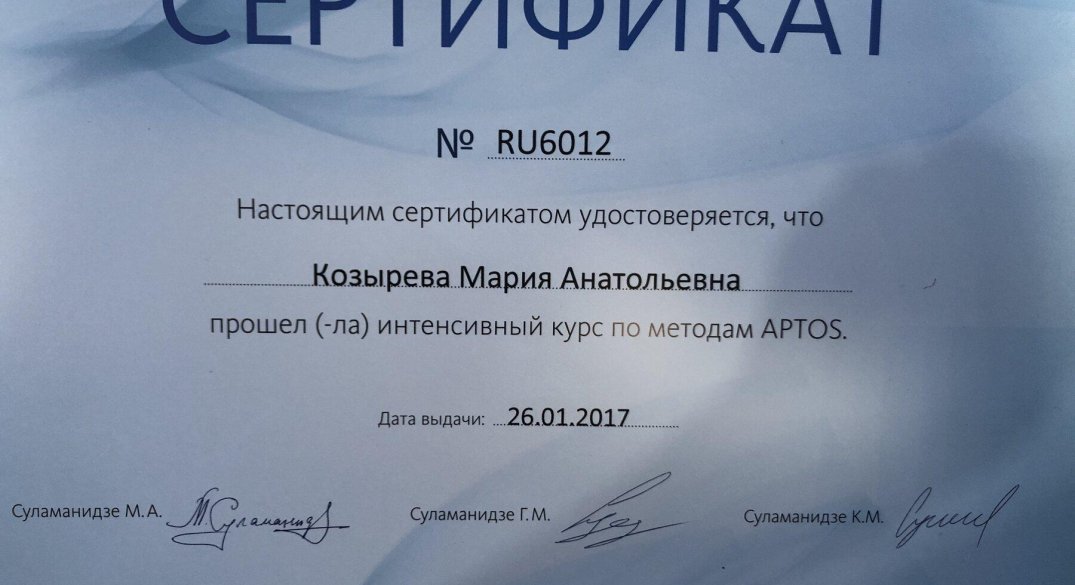 СЕРТИФИКАТ
№ RU6012
Настоящим сертификатом удостоверяется, что
Козырева Мария Анатольевна
прошел (-ла) интенсивный курс по методам APTOS.
Дата выдачи: 26.01.2017
Суламанидзе М.А. М.Суламанидзе Суламанидзе Г.М. Суламанидзе К.М.